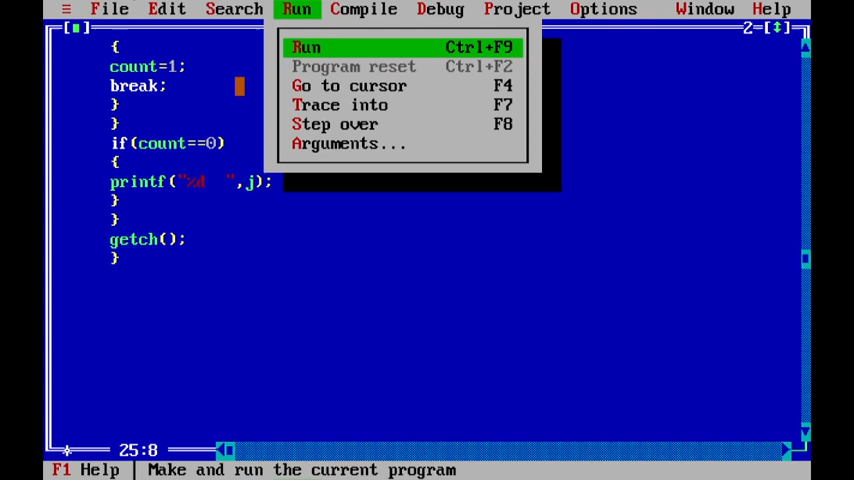 ≡ File Edit Search Run Compile Debug Project Options Window Help
[■] 2=[↕]
{
count=1;
break;
}
}
if(count==0)
{
printf("%d  ",j);
}
}
getch();
}
Run Ctrl+F9
Program reset Ctrl+F2
Go to cursor F4
Trace into F7
Step over F8
Arguments...
25:8
F1 Help │ Make and run the current program